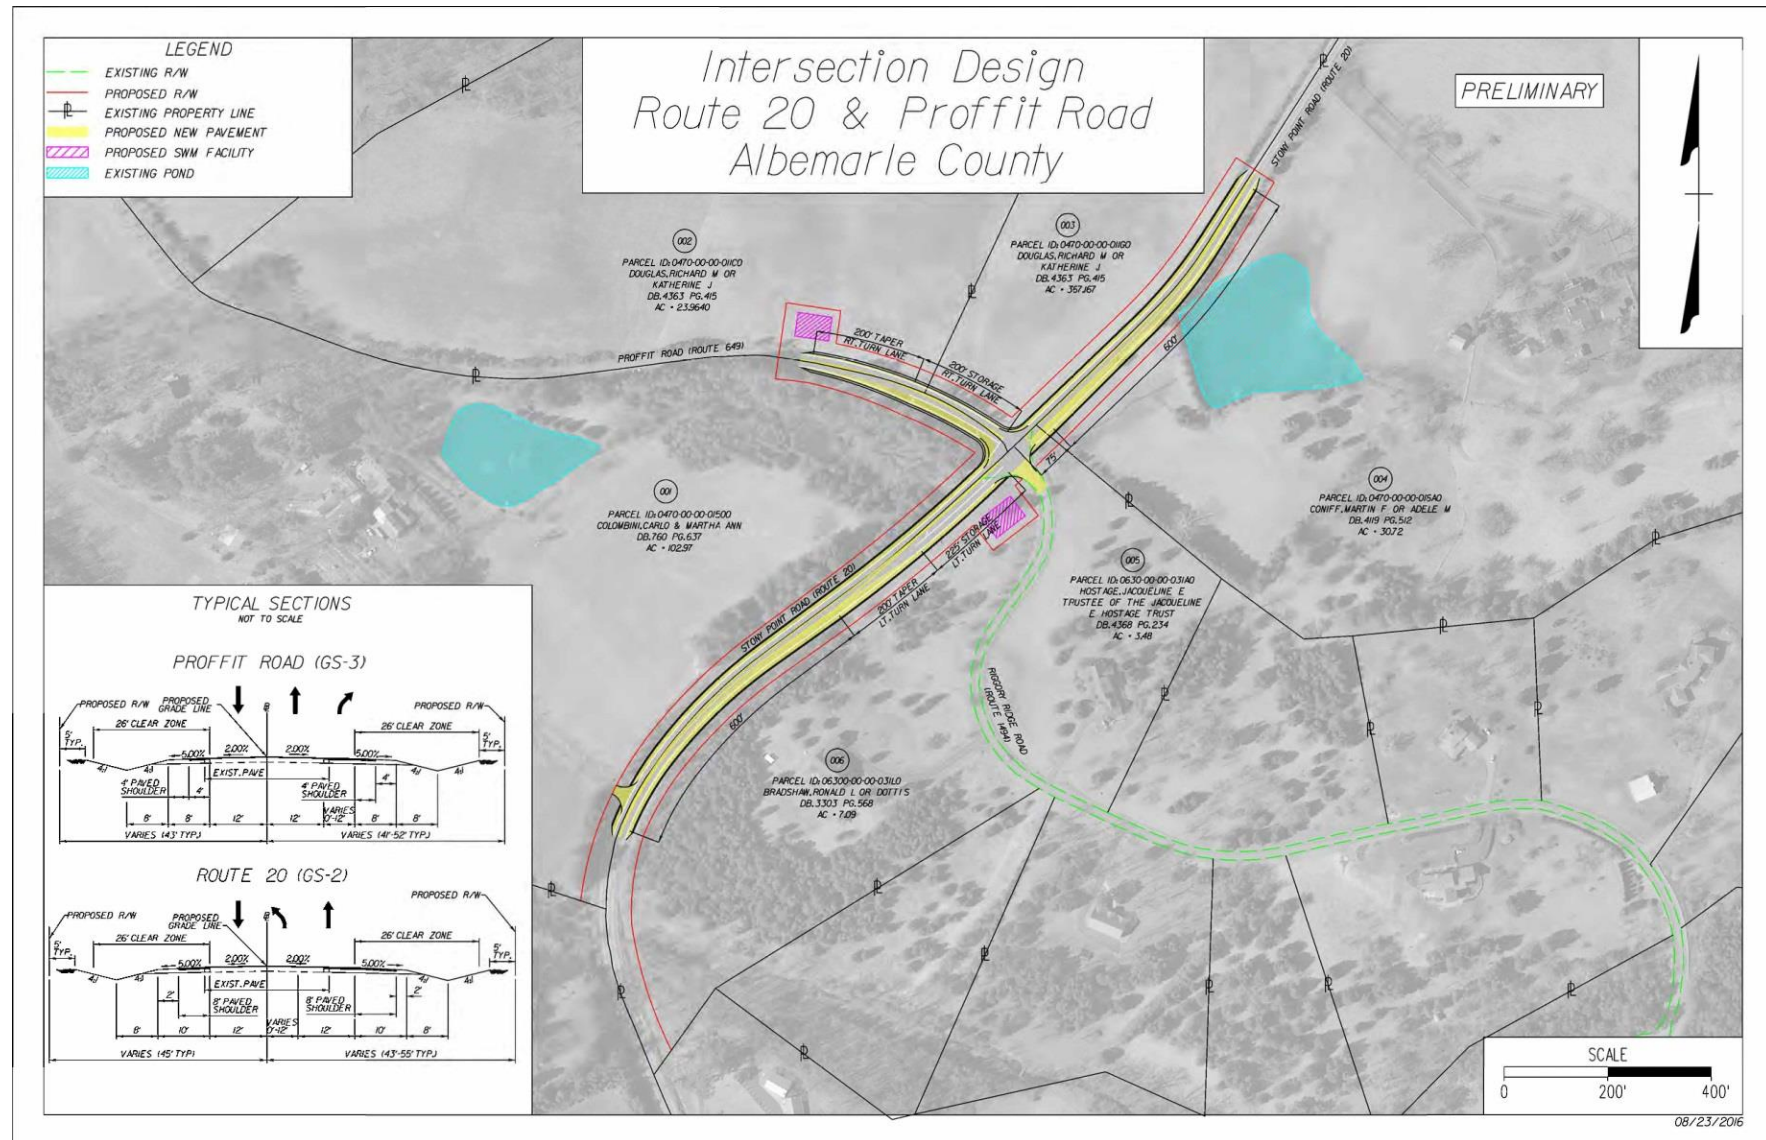 LEGEND
EXISTING R/W
PROPOSED R/W
EXISTING PROPERTY LINE
PROPOSED NEW PAVEMENT
PROPOSED SWM FACILITY
EXISTING POND
Intersection Design
Route 20 & Proffit Road
Albemarle County
PRELIMINARY
STONY POINT ROAD (ROUTE 20)
002
PARCEL ID: 0470-00-00-011C0
DOUGLAS, RICHARD M OR
KATHERINE J
DB.4363 PG.415
AC • 23.9640
003
PARCEL ID: 0470-00-00-011G0
DOUGLAS, RICHARD M OR
KATHERINE J
DB.4363 PG.415
AC • 357.167
PROFFIT ROAD (ROUTE 649)
200' TAPER
RT. TURN LANE
200' STORAGE
RT. TURN LANE
600'
75'
001
PARCEL ID: 0470-00-00-01500
COLOMBINI, CARLO & MARTHA ANN
DB.760 PG.637
AC • 102.97
004
PARCEL ID: 0470-00-00-015A0
CONIFF, MARTIN F OR ADELE M
DB.4119 PG.512
AC • 30.72
225' STORAGE
LT. TURN LANE
200' TAPER
LT. TURN LANE
STONY POINT ROAD (ROUTE 20)
600'
005
PARCEL ID: 0630-00-00-031A0
HOSTAGE, JACQUELINE E
TRUSTEE OF THE JACQUELINE
E HOSTAGE TRUST
DB.4368 PG.234
AC • 3.48
RIGGORY RIDGE ROAD
(ROUTE 1494)
006
PARCEL ID: 06300-00-00-031L0
BRADSHAW, RONALD L OR DOTTI S
DB.3303 PG.568
AC • 7.09
TYPICAL SECTIONS
NOT TO SCALE
PROFFIT ROAD (GS-3)
PROPOSED R/W
PROPOSED
GRADE LINE
PROPOSED R/W
26' CLEAR ZONE
26' CLEAR ZONE
5'
TYP.
5'
TYP.
5.00%
2.00%
2.00%
5.00%
4:1
4:1
4:1
4:1
EXIST. PAVE
4' PAVED
SHOULDER
4'
4' PAVED
SHOULDER
4'
VARIES
0'-12'
8'
8'
12'
12'
8'
8'
VARIES (43' TYP.)
VARIES (41'-52' TYP.)
ROUTE 20 (GS-2)
PROPOSED R/W
PROPOSED R/W
PROPOSED
GRADE LINE
26' CLEAR ZONE
26' CLEAR ZONE
5'
TYP.
5'
TYP.
5.00%
2.00%
2.00%
5.00%
4:1
4:1
4:1
4:1
EXIST. PAVE
2'
8' PAVED
SHOULDER
8' PAVED
SHOULDER
2'
VARIES
0'-12'
8'
10'
12'
12'
10'
8'
VARIES (45' TYP)
VARIES (43'-55' TYP.)
SCALE
0 200' 400'
08/23/2016